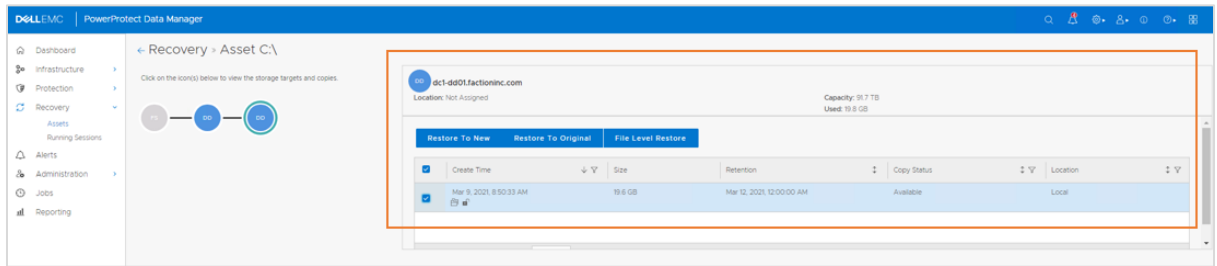 DELLEMC PowerProtect Data Manager
Dashboard
Infrastructure
Protection
Recovery
Assets
Running Sessions
Alerts
Administration
Jobs
Reporting
Recovery > Asset C:\
Click on the icon(s) below to view the storage targets and copies.
FS DD DD
DD dc1-dd01.factioninc.com
Location: Not Assigned
Capacity: 91.7 TB
Used: 19.8 GB
Restore To New Restore To Original File Level Restore
Create Time Size Retention Copy Status Location
Mar 9, 2021, 8:50:33 AM 19.6 GB Mar 12, 2021, 12:00:00 AM Available Local